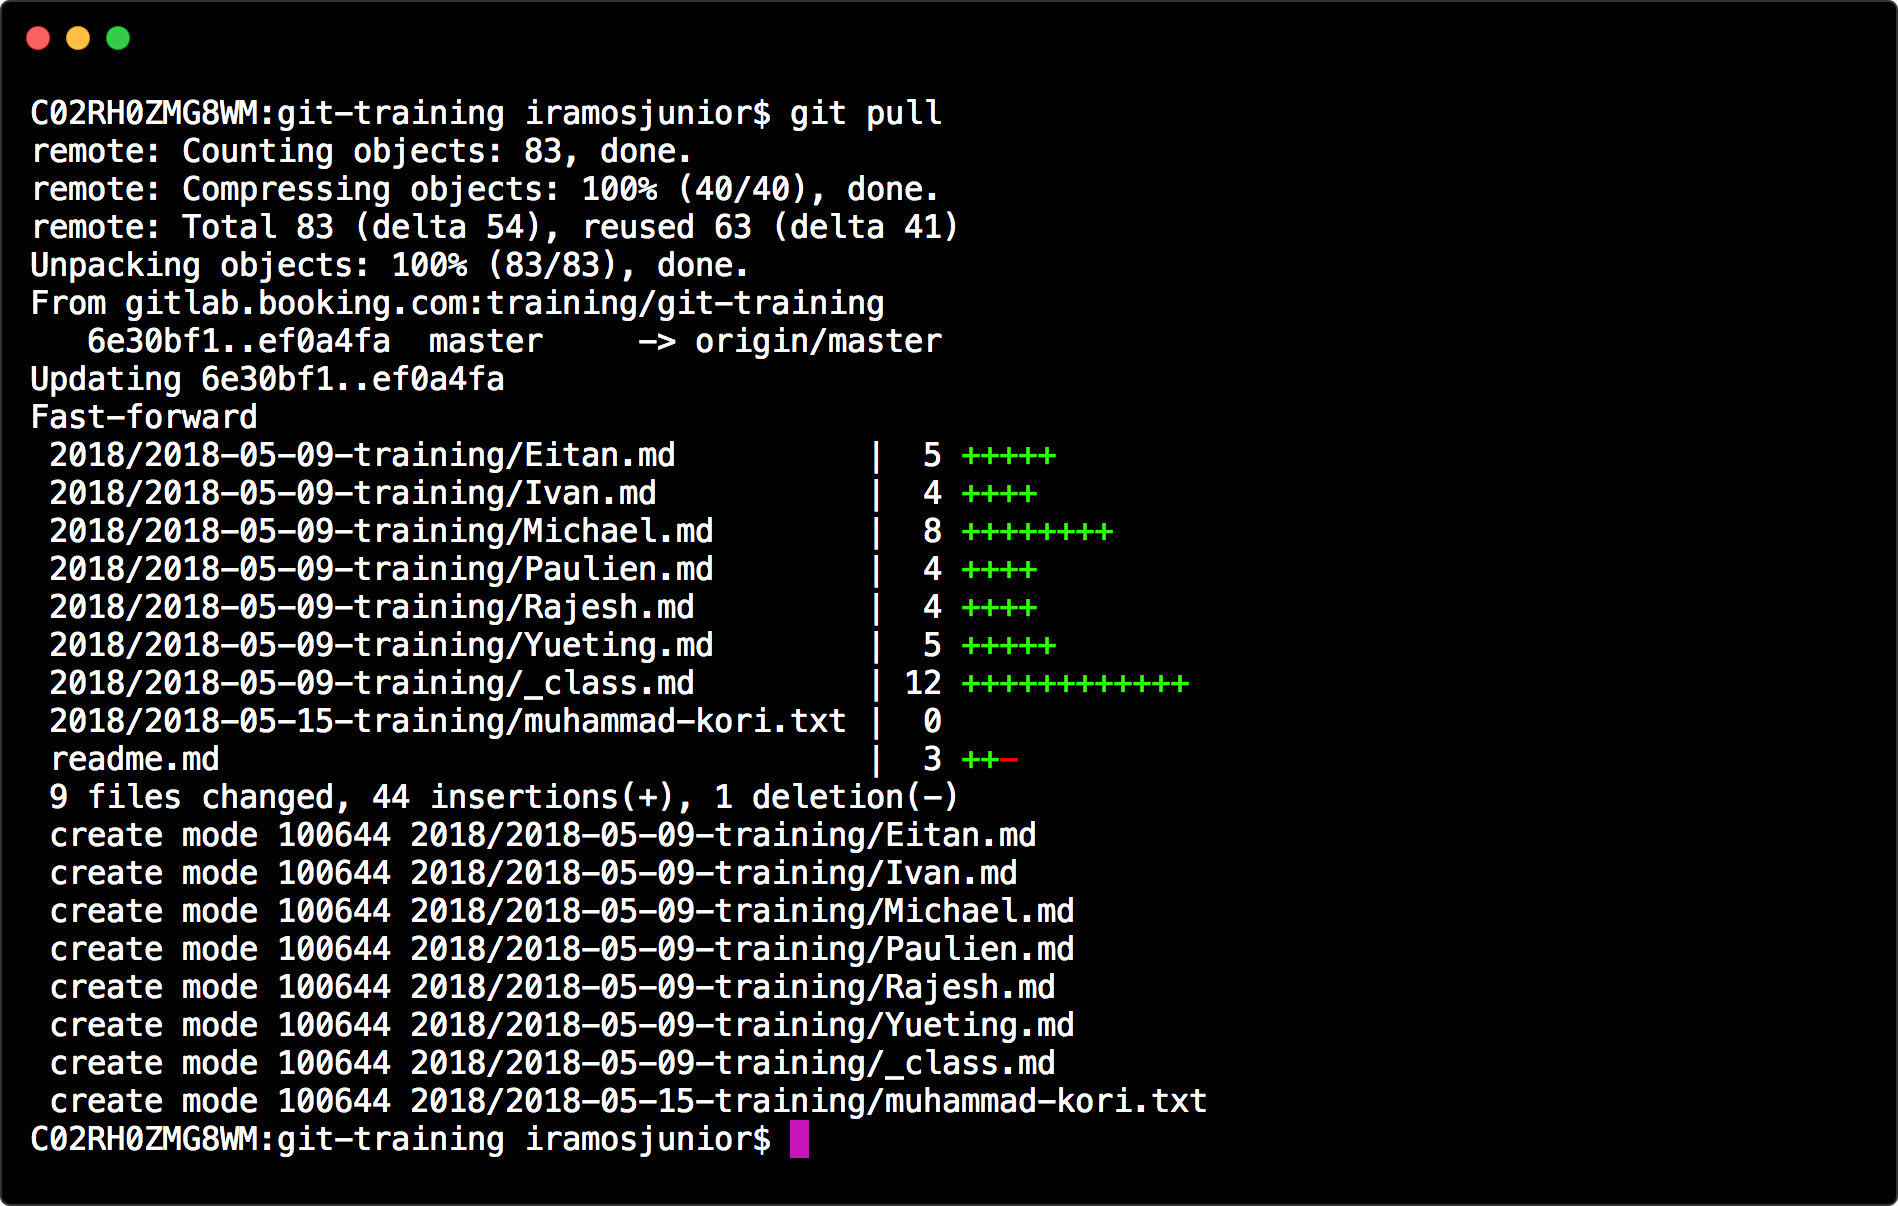 C02RH0ZMG8WM:git-training iramosjunior$ git pull
remote: Counting objects: 83, done.
remote: Compressing objects: 100% (40/40), done.
remote: Total 83 (delta 54), reused 63 (delta 41)
Unpacking objects: 100% (83/83), done.
From gitlab.booking.com:training/git-training
   6e30bf1..ef0a4fa  master     -> origin/master
Updating 6e30bf1..ef0a4fa
Fast-forward
 2018/2018-05-09-training/Eitan.md          |  5 +++++
 2018/2018-05-09-training/Ivan.md           |  4 ++++
 2018/2018-05-09-training/Michael.md        |  8 ++++++++
 2018/2018-05-09-training/Paulien.md        |  4 ++++
 2018/2018-05-09-training/Rajesh.md         |  4 ++++
 2018/2018-05-09-training/Yueting.md        |  5 +++++
 2018/2018-05-09-training/_class.md         | 12 ++++++++++++
 2018/2018-05-15-training/muhammad-kori.txt |  0
 readme.md                                  |  3 ++-
 9 files changed, 44 insertions(+), 1 deletion(-)
 create mode 100644 2018/2018-05-09-training/Eitan.md
 create mode 100644 2018/2018-05-09-training/Ivan.md
 create mode 100644 2018/2018-05-09-training/Michael.md
 create mode 100644 2018/2018-05-09-training/Paulien.md
 create mode 100644 2018/2018-05-09-training/Rajesh.md
 create mode 100644 2018/2018-05-09-training/Yueting.md
 create mode 100644 2018/2018-05-09-training/_class.md
 create mode 100644 2018/2018-05-15-training/muhammad-kori.txt
C02RH0ZMG8WM:git-training iramosjunior$